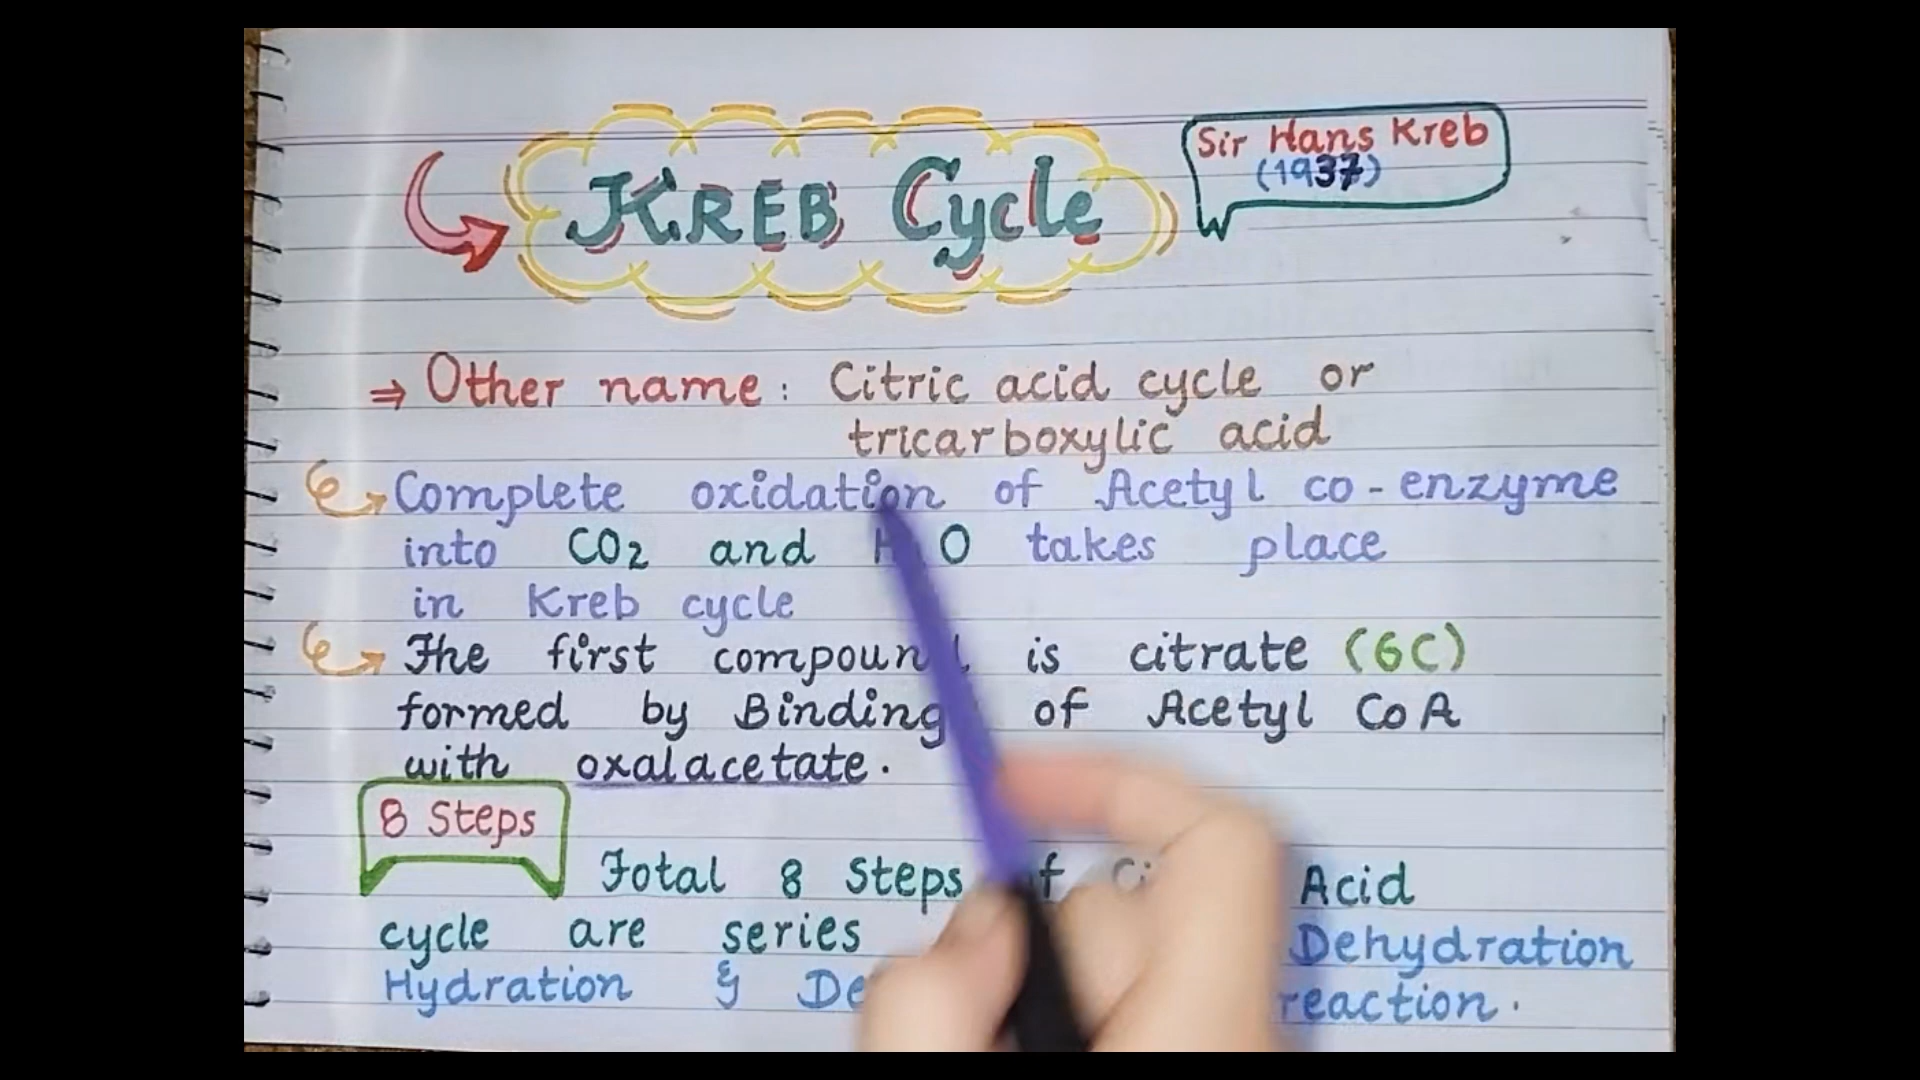 KREB Cycle
Sir Hans Kreb
(1937)
⇒ Other name: Citric acid cycle or
tricarboxylic acid
Complete oxidation of Acetyl co-enzyme
into CO2 and O takes place
in Kreb cycle
The first compound is citrate (6C)
formed by Binding of Acetyl CoA
with oxalacetate.
8 Steps
Total 8 Steps Acid
cycle are series Dehydration
Hydration & reaction.